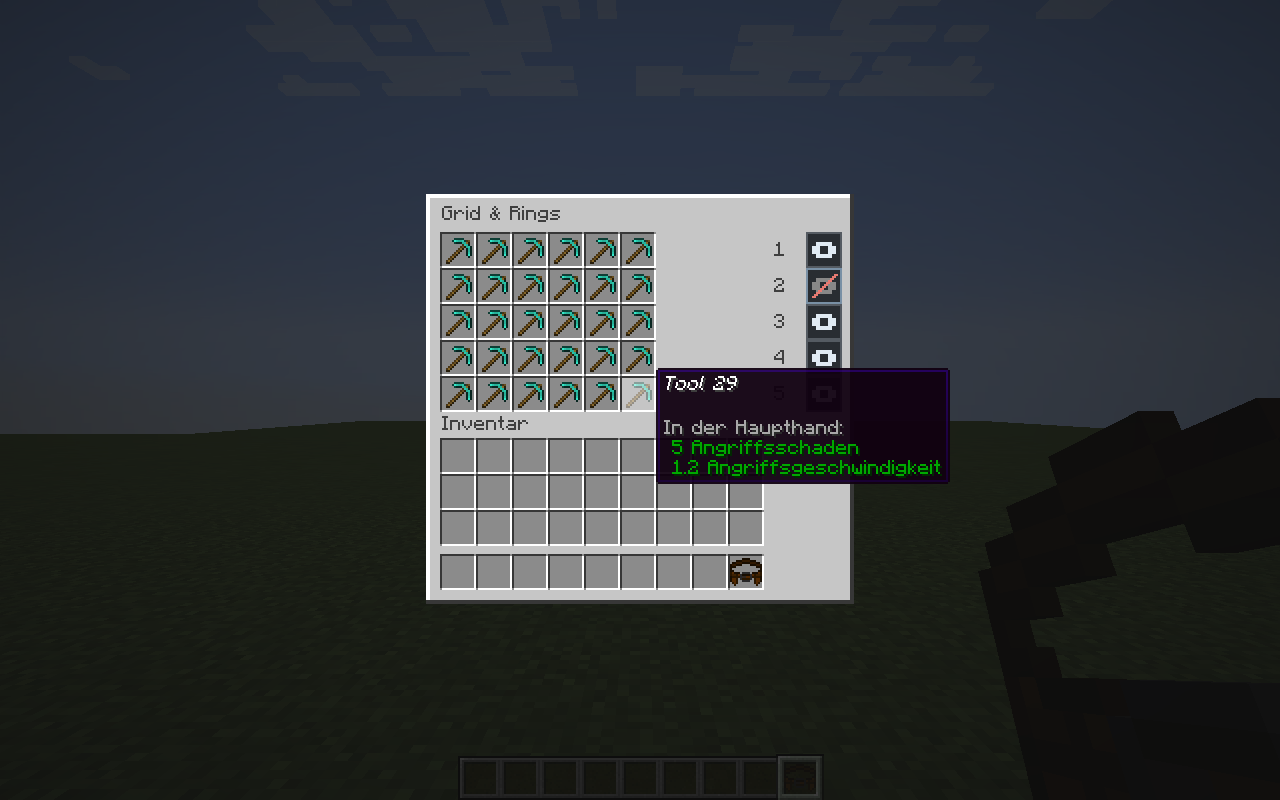 Grid & Rings
1
2
3
4
5
Tool 29
In der Haupthand:
5 Angriffsschaden
1.2 Angriffsgeschwindigkeit
Inventar